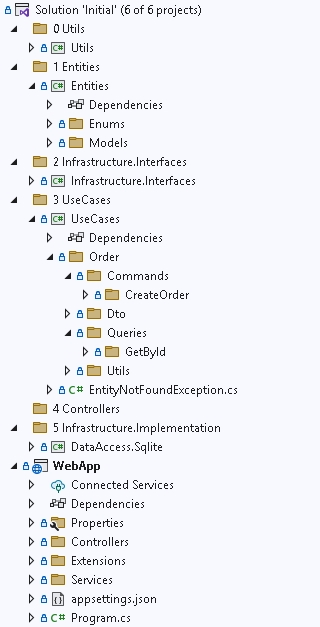 Solution 'Initial' (6 of 6 projects)
0 Utils
C# Utils
1 Entities
C# Entities
Dependencies
Enums
Models
2 Infrastructure.Interfaces
C# Infrastructure.Interfaces
3 UseCases
C# UseCases
Dependencies
Order
Commands
CreateOrder
Dto
Queries
GetById
Utils
C# EntityNotFoundException.cs
4 Controllers
5 Infrastructure.Implementation
C# DataAccess.Sqlite
WebApp
Connected Services
Dependencies
Properties
Controllers
Extensions
Services
appsettings.json
C# Program.cs